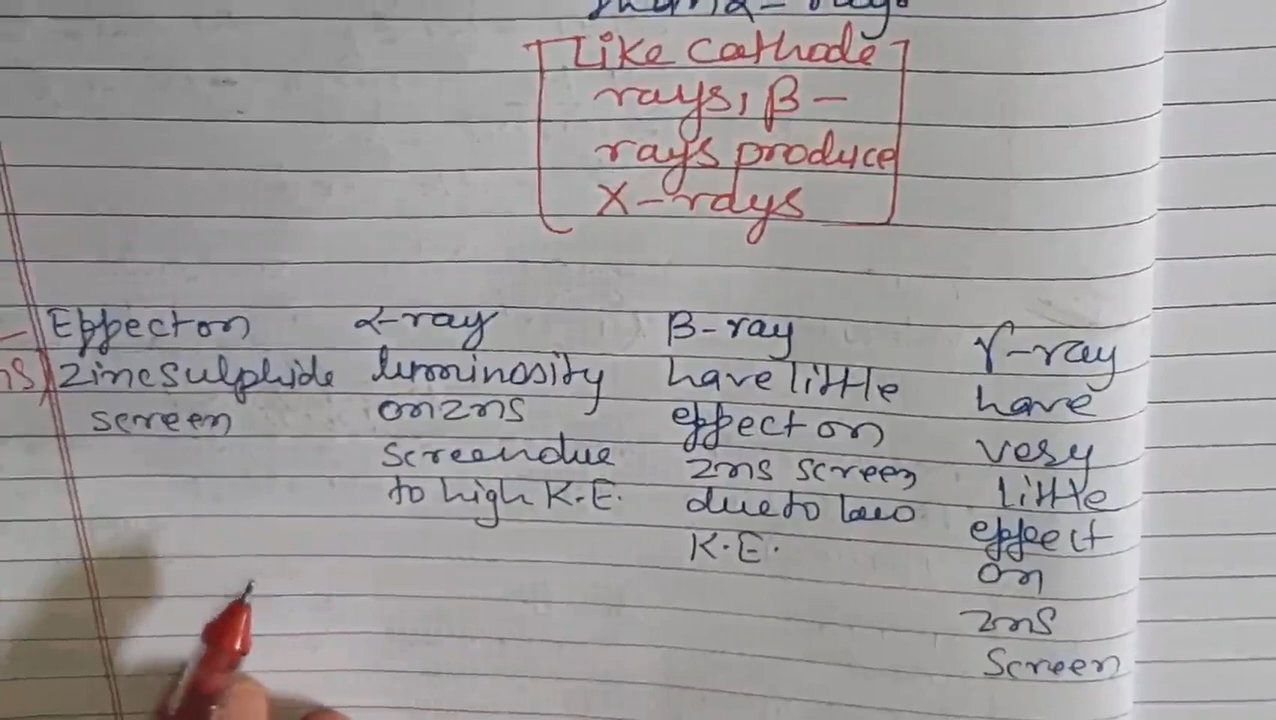 Like cathode
rays, β-
rays produce
X-rays
Effect on
Zinc sulphide
screen
α-ray
luminosity
on zns
screen due
to high K.E.
β-ray
have little
effect on
zns screen
due to low
K.E.
γ-ray
have
very
little
effect
on
zns
Screen